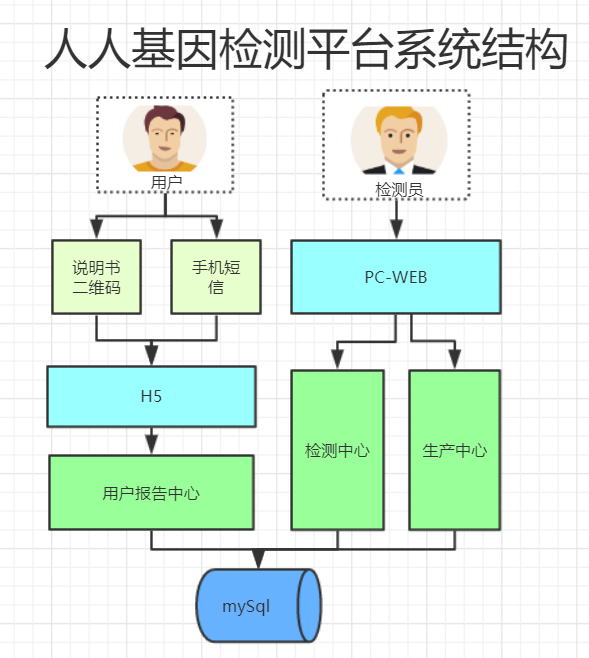 人人基因检测平台系统结构
用户
检测员
说明书
二维码
手机短
信
PC-WEB
H5
检测中心
生产中心
用户报告中心
mySql